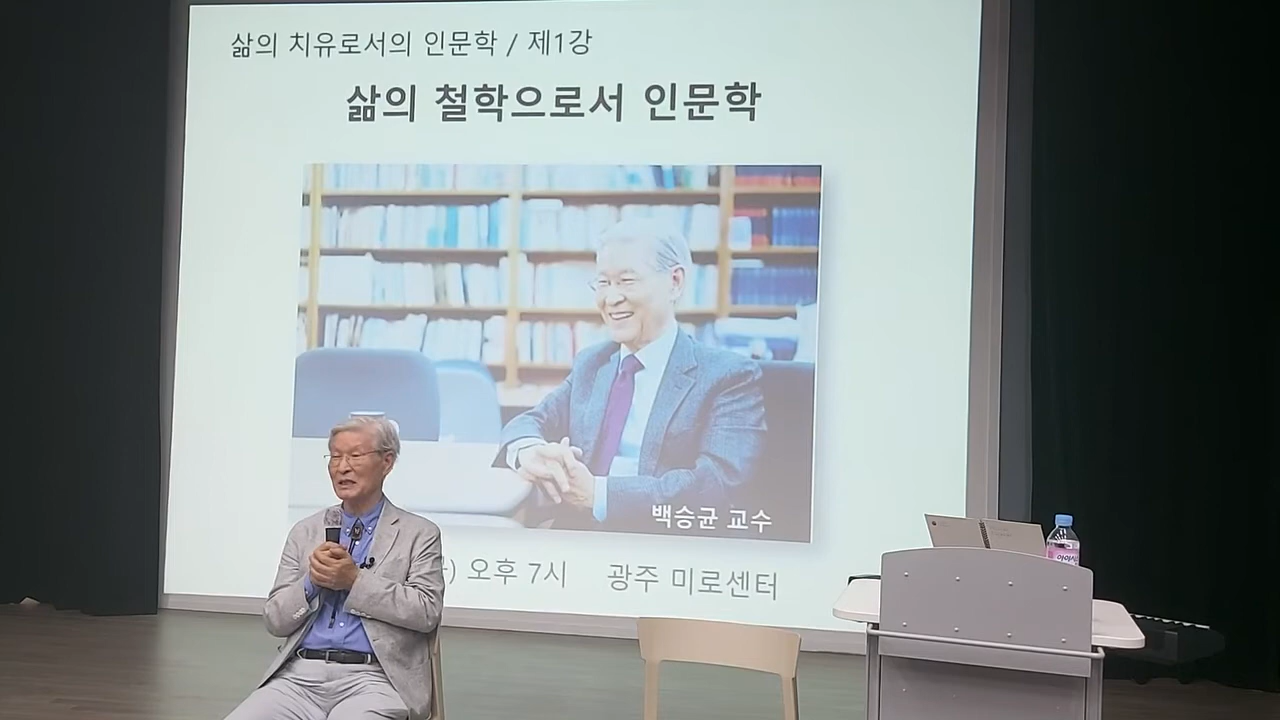 삶의 치유로서의 인문학 / 제1강
삶의 철학으로서 인문학
백승균 교수
) 오후 7시 광주 미로센터